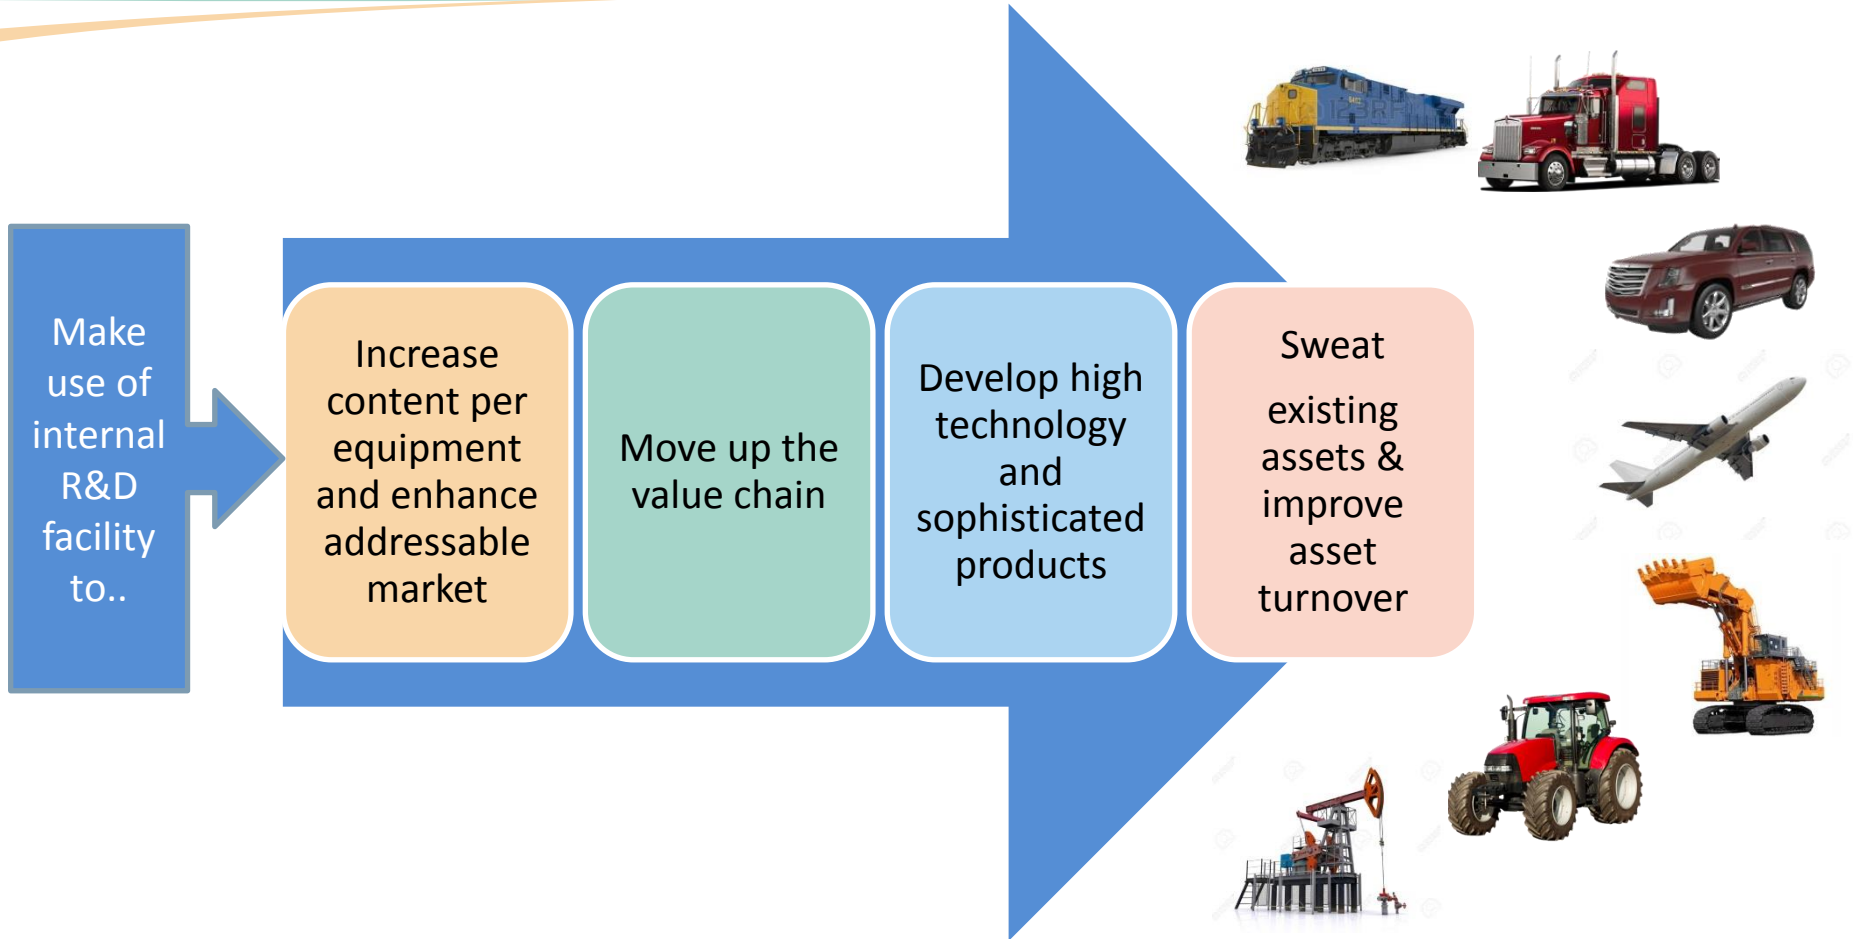 Make
use of
internal
R&D
facility
to..
Increase
content per
equipment
and enhance
addressable
market
Move up the
value chain
Develop high
technology
and
sophisticated
products
Sweat
existing
assets &
improve
asset
turnover